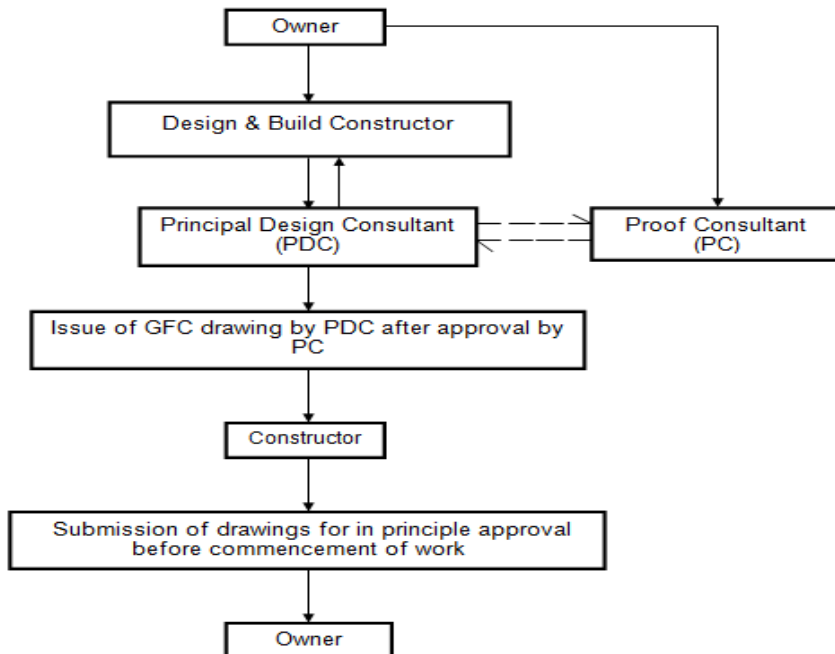 Owner
Design & Build Constructor
Principal Design Consultant
(PDC)
Proof Consultant
(PC)
Issue of GFC drawing by PDC after approval by
PC
Constructor
Submission of drawings for in principle approval
before commencement of work
Owner